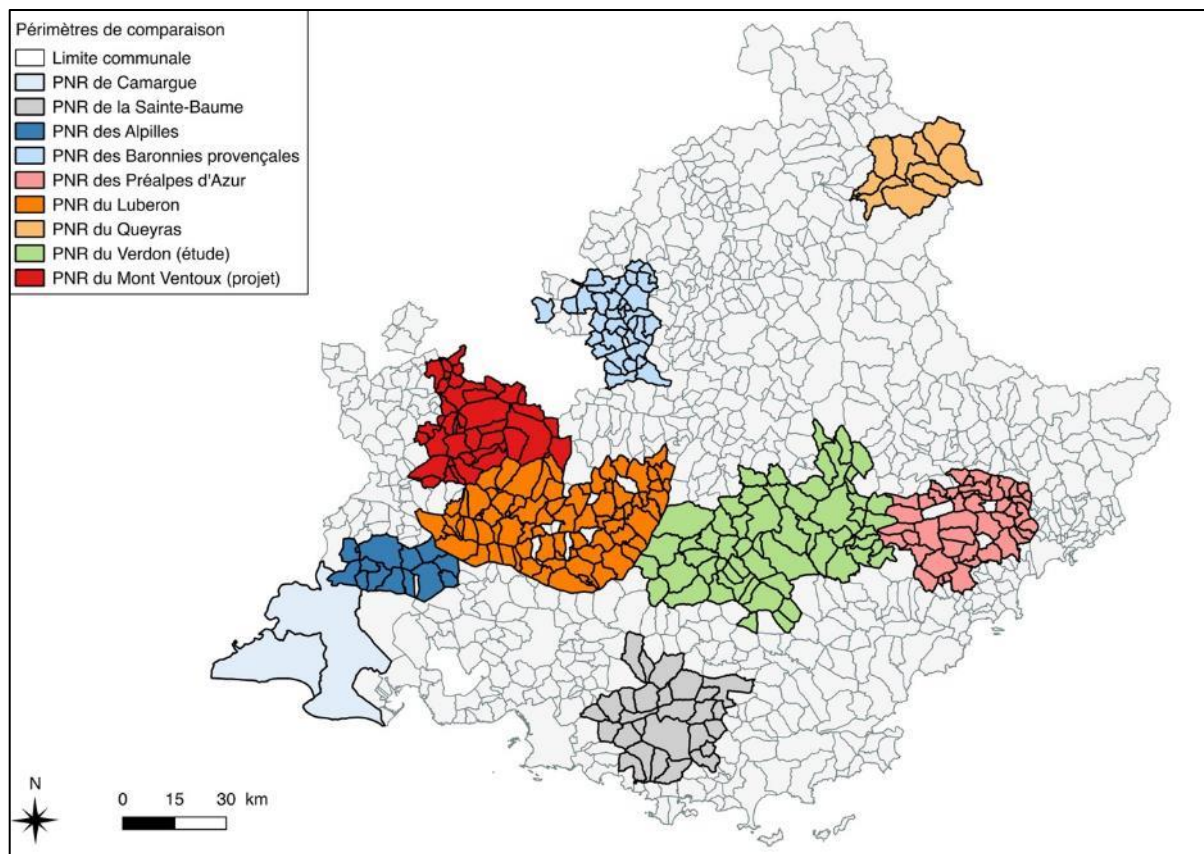 Périmètres de comparaison
Limite communale
PNR de Camargue
PNR de la Sainte-Baume
PNR des Alpilles
PNR des Baronnies provençales
PNR des Préalpes d'Azur
PNR du Luberon
PNR du Queyras
PNR du Verdon (étude)
PNR du Mont Ventoux (projet)
N
0 15 30 km